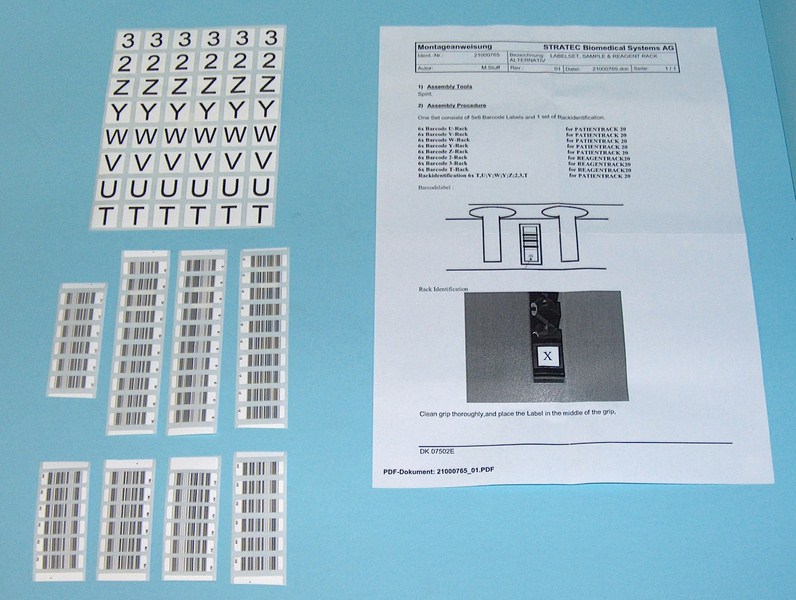 3 3 3 3 3 3
2 2 2 2 2 2
Z Z Z Z Z Z
Y Y Y Y Y Y
W W W W W W
V V V V V V
U U U U U U
T T T T T T
Montageanweisung STRATEC Biomedical Systems AG
Ident.-Nr.: 21000765 Bezeichnung: LABELSET, SAMPLE & REAGENT RACK
ALTERNATIV
Autor: M.Stuff Rev.: 01 Datei: 21000765.doc Seite: 1 / 1
1) Assembly Tools
Spirit.
2) Assembly Procedure
One Set consists of 5x6 Barcode Labels and 1 set of Rackidentification.
6x Barcode U-Rack for PATIENTRACK 20
6x Barcode V-Rack for PATIENTRACK 20
6x Barcode W-Rack for PATIENTRACK 20
6x Barcode Y-Rack for PATIENTRACK 20
6x Barcode Z-Rack for PATIENTRACK 20
6x Barcode 2-Rack for REAGENTRACK20
6x Barcode 3-Rack for REAGENTRACK20
6x Barcode T-Rack for REAGENTRACK20
Rackidentification 6x T;U;V;W;Y;Z;2,3,T for PATIENTRACK 20
Barcodelabel :
Rack Identification
X
Clean grip thoroughly,and place the Label in the middle of the grip.
DK 07502E
PDF-Dokument: 21000765_01.PDF